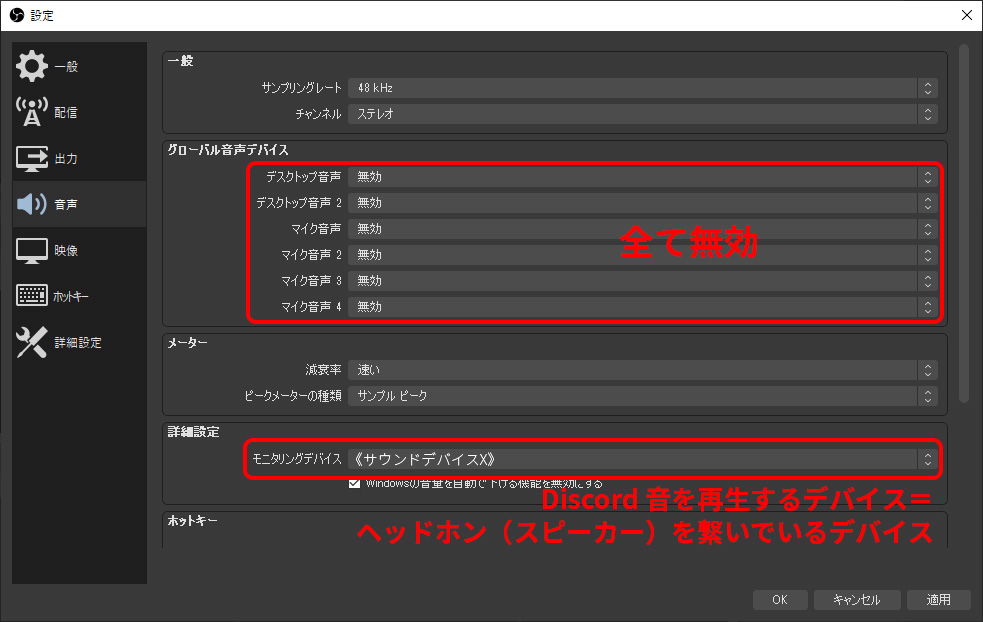 設定
一般
配信
出力
音声
映像
ホットキー
詳細設定
一般
サンプリングレート 48 kHz
チャンネル ステレオ
グローバル音声デバイス
デスクトップ音声 無効
デスクトップ音声 2 無効
マイク音声 無効
マイク音声 2 無効
マイク音声 3 無効
マイク音声 4 無効
全て無効
メーター
減衰率 速い
ピークメーターの種類 サンプル ピーク
詳細設定
モニタリングデバイス 《サウンドデバイスX》
Windowsの音量を自動で下げる機能を無効にする
Discord 音を再生するデバイス＝
ヘッドホン（スピーカー）を繋いでいるデバイス
ホットキー
OK キャンセル 適用